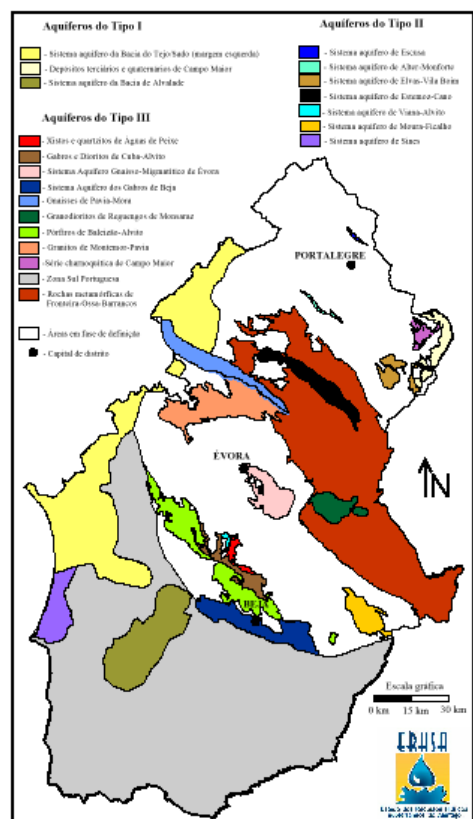 Aquíferos do Tipo I
- Sistema aquífero da Bacia do Tejo/Sado (margem esquerda)
- Depósitos terciários e quaternários de Campo Maior
- Sistema aquífero da Bacia de Alvalade
Aquíferos do Tipo II
- Sistema aquífero de Escusa
- Sistema aquífero de Alter-Monforte
- Sistema aquífero de Elvas-Vila Boim
- Sistema aquífero de Estremoz-Cano
- Sistema aquífero de Viana-Alvito
- Sistema aquífero de Moura-Ficalho
- Sistema aquífero de Sines
Aquíferos do Tipo III
- Xistos e quartzitos de Águas de Peixe
- Gabros e Dioritos de Cuba-Alvito
- Sistema Aquífero Gnaisso-Migmatítico de Évora
- Sistema Aquífero dos Gabros de Beja
- Gnaisses de Pavia-Mora
- Granodioritos de Reguengos de Monsaraz
- Pórfiros de Baleizão-Alvito
- Granitos de Montemor-Pavia
-Série charnoquítica de Campo Maior
- Zona Sul Portuguesa
- Rochas metamórficas de
Fronteira-Ossa-Barrancos
- Áreas em fase de definição
- Capital de distrito
PORTALEGRE
ÉVORA
N
Escala gráfica
0 km 15 km 30 km
ERHSA